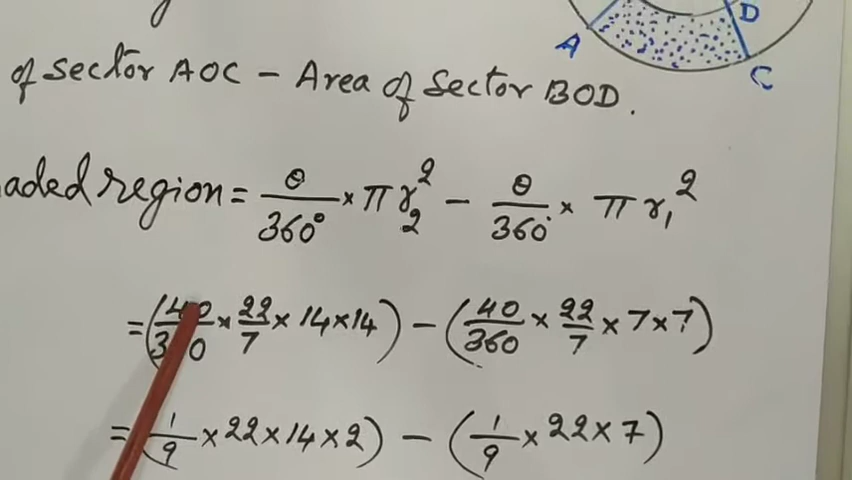 D
A
C
of sector AOC - Area of Sector BOD.
aded region = θ/360° × πr₂² - θ/360° × πr₁²
= (40/360 × 22/7 × 14 × 14) - (40/360 × 22/7 × 7 × 7)
= (1/9 × 22 × 14 × 2) - (1/9 × 22 × 7)